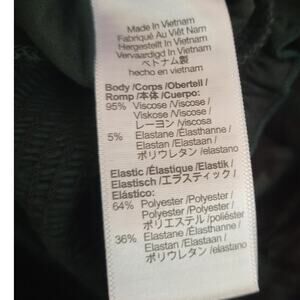 Made In Vietnam
Fabriqué Au Viêt Nam
Hergestellt In Vietnam
Vervaardigd In Vietnam
ベトナム製
hecho en vietnam
Body /Corps /Oberteil /
Romp /本体 /Cuerpo:
95% Viscose /Viscose /
Viskose /Viscose /
レーヨン /viscosa
5% Elastane /Élasthanne /
Elastan /Elastaan /
ポリウレタン /elastano
Elastic /Élastique /Elastik /
Elastisch /エラスティック /
Elástico:
64% Polyester /Polyester /
Polyester /Polyester /
ポリエステル /poliéster
36% Elastane /Élasthanne /
Elastan /Elastaan /
ポリウレタン /elastano